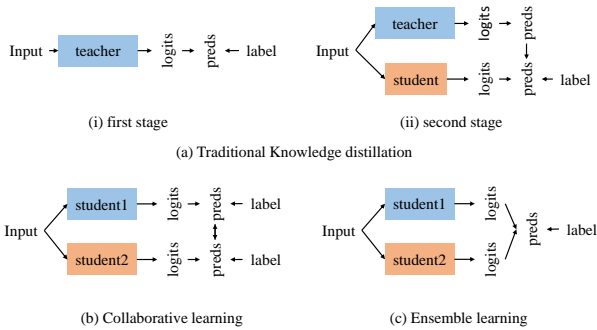 Input teacher logits preds label
(i) first stage
teacher logits preds
Input
student logits preds label
(ii) second stage
(a) Traditional Knowledge distillation
student1 logits preds label
Input
student2 logits preds label
(b) Collaborative learning
student1 logits
Input preds label
student2 logits
(c) Ensemble learning